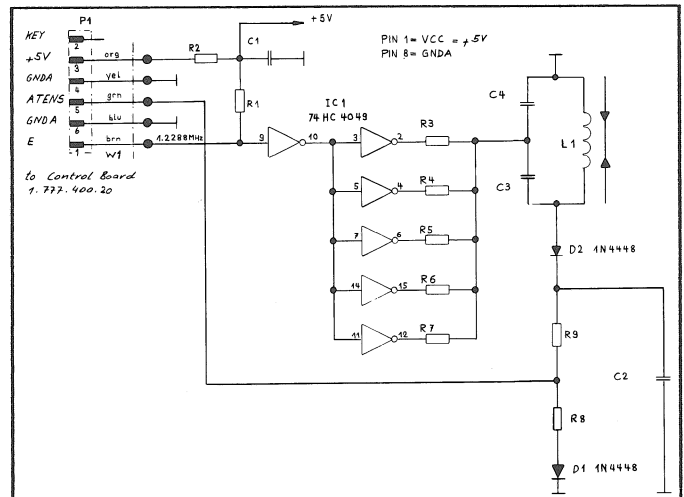 P1
KEY
2
+5V
org
3
GNDA
yel
4
ATENS
grn
5
GNDA
blu
6
E
brn
1
W1
1.2288MHz
to Control Board
1.777.400.20
R2
C1
+5V
R1
PIN 1= VCC = +5V
PIN 8= GNDA
IC1
74 HC 4049
9
10
3
2
R3
5
4
R4
7
6
R5
14
15
R6
11
12
R7
C4
C3
L1
D2 1N4448
R9
C2
R8
D1 1N4448